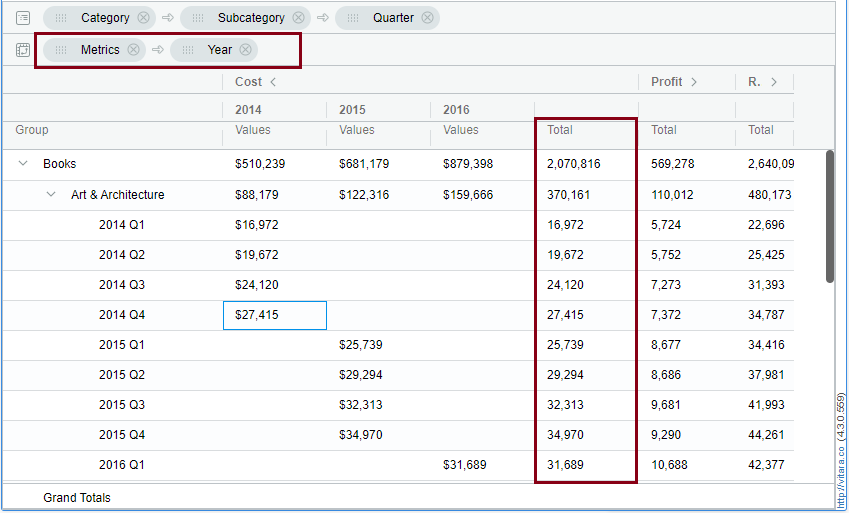 Category Subcategory Quarter
Metrics Year
Cost Profit R.
2014 2015 2016
Group Values Values Values Total Total Total
Books $510,239 $681,179 $879,398 2,070,816 569,278 2,640,09
Art & Architecture $88,179 $122,316 $159,666 370,161 110,012 480,173
2014 Q1 $16,972 16,972 5,724 22,696
2014 Q2 $19,672 19,672 5,752 25,425
2014 Q3 $24,120 24,120 7,273 31,393
2014 Q4 $27,415 27,415 7,372 34,787
2015 Q1 $25,739 25,739 8,677 34,416
2015 Q2 $29,294 29,294 8,686 37,981
2015 Q3 $32,313 32,313 9,681 41,993
2015 Q4 $34,970 34,970 9,290 44,261
2016 Q1 $31,689 31,689 10,688 42,377
Grand Totals
http://vitara.co (4.3.0.559)